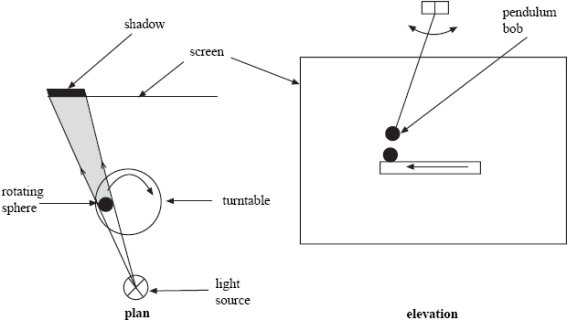 shadow
screen
pendulum
bob
rotating
sphere
turntable
light
source
plan
elevation